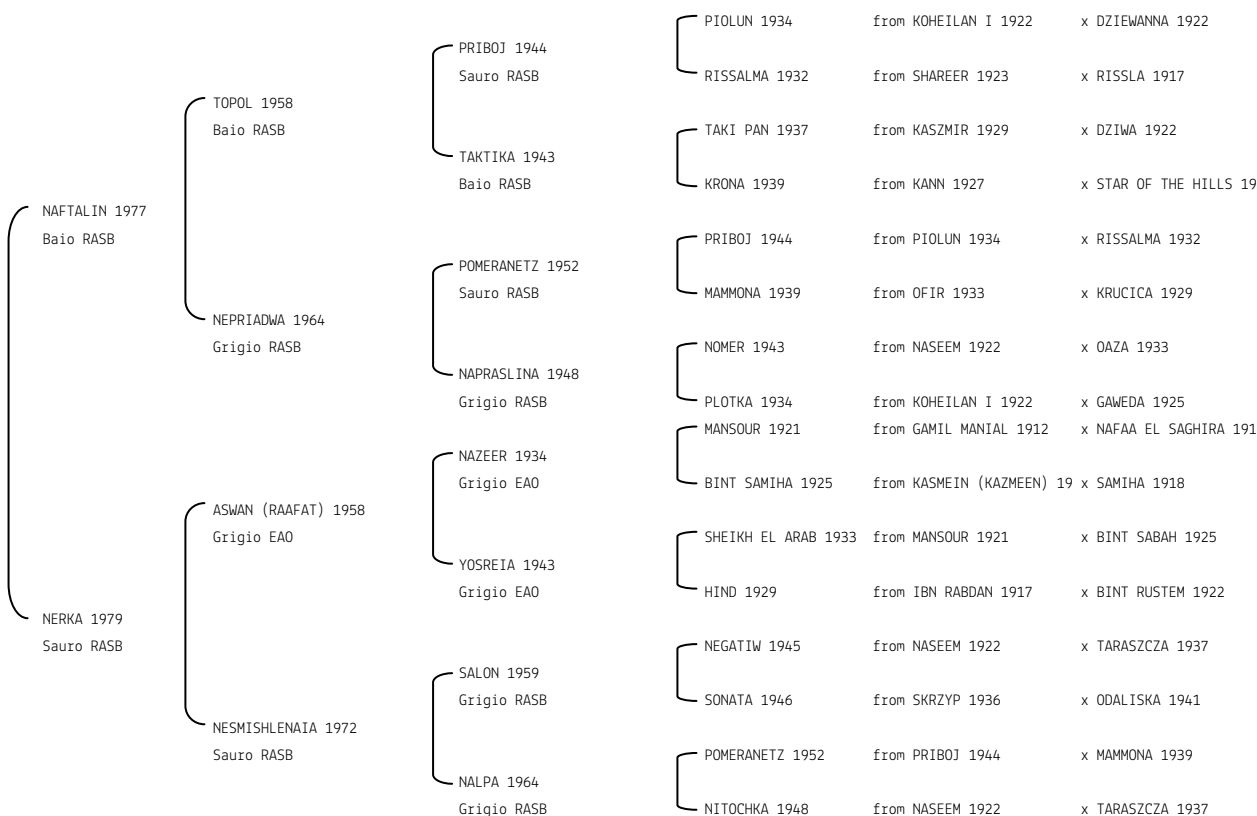 PIOLUN 1934 from KOHEILAN I 1922 x DZIEWANNA 1922
PRIBOJ 1944
Sauro RASB RISSALMA 1932 from SHAREER 1923 x RISSLA 1917
TOPOL 1958
Baio RASB TAKI PAN 1937 from KASZMIR 1929 x DZIWA 1922
TAKTIKA 1943
Baio RASB KRONA 1939 from KANN 1927 x STAR OF THE HILLS 19
NAFTALIN 1977
Baio RASB PRIBOJ 1944 from PIOLUN 1934 x RISSALMA 1932
POMERANETZ 1952
Sauro RASB MAMMONA 1939 from OFIR 1933 x KRUCICA 1929
NEPRIADWA 1964
Grigio RASB NOMER 1943 from NASEEM 1922 x OAZA 1933
NAPRASLINA 1948
Grigio RASB PLOTKA 1934 from KOHEILAN I 1922 x GAWEDA 1925
MANSOUR 1921 from GAMIL MANIAL 1912 x NAFAA EL SAGHIRA 191
NAZEER 1934
Grigio EAO BINT SAMIHA 1925 from KASMEIN (KAZMEEN) 19 x SAMIHA 1918
ASWAN (RAAFAT) 1958
Grigio EAO SHEIKH EL ARAB 1933 from MANSOUR 1921 x BINT SABAH 1925
YOSREIA 1943
Grigio EAO HIND 1929 from IBN RABDAN 1917 x BINT RUSTEM 1922
NERKA 1979
Sauro RASB NEGATIW 1945 from NASEEM 1922 x TARASZCZA 1937
SALON 1959
Grigio RASB SONATA 1946 from SKRZYP 1936 x ODALISKA 1941
NESMISHLENAIA 1972
Sauro RASB POMERANETZ 1952 from PRIBOJ 1944 x MAMMONA 1939
NALPA 1964
Grigio RASB NITOCHKA 1948 from NASEEM 1922 x TARASZCZA 1937